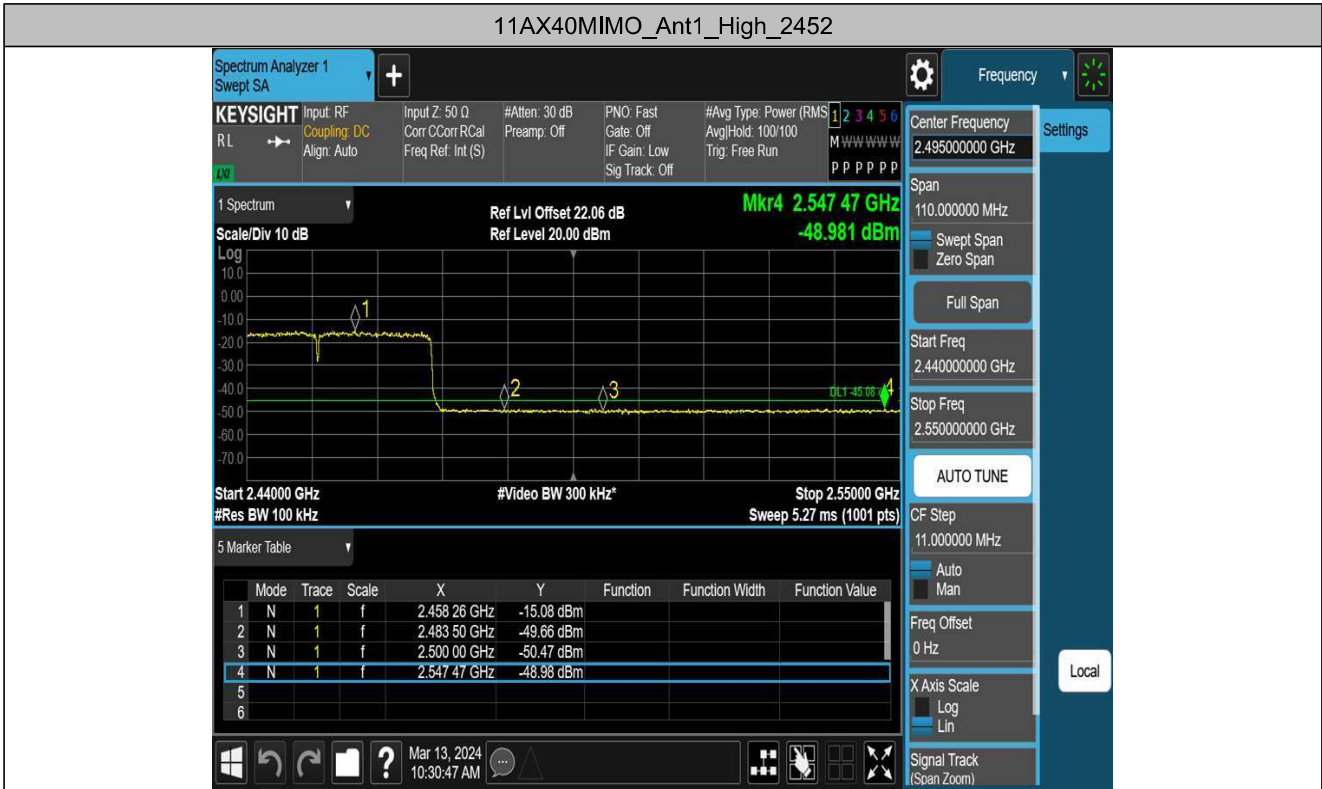 11AX40MIMO_Ant1_High_2452
Spectrum Analyzer 1
Swept SA
+
Frequency
KEYSIGHT
RL
LXI
Input: RF
Coupling: DC
Align: Auto
Input Z: 50 Ω
Corr CCorr RCal
Freq Ref: Int (S)
#Atten: 30 dB
Preamp: Off
PNO: Fast
Gate: Off
IF Gain: Low
Sig Track: Off
#Avg Type: Power (RMS
Avg|Hold: 100/100
Trig: Free Run
1 2 3 4 5 6
M W W W W W
P P P P P P
Center Frequency
2.495000000 GHz
Settings
Span
110.000000 MHz
Swept Span
Zero Span
Full Span
Start Freq
2.440000000 GHz
Stop Freq
2.550000000 GHz
AUTO TUNE
CF Step
11.000000 MHz
Auto
Man
Freq Offset
0 Hz
X Axis Scale
Log
Lin
Signal Track
(Span Zoom)
Local
1 Spectrum
Scale/Div 10 dB
Ref Lvl Offset 22.06 dB
Ref Level 20.00 dBm
Mkr4 2.547 47 GHz
-48.981 dBm
Log
10.0
0.00
-10.0
-20.0
-30.0
-40.0
-50.0
-60.0
-70.0
1
2
3
4
DL1 -45.08
Start 2.44000 GHz
#Video BW 300 kHz*
Stop 2.55000 GHz
#Res BW 100 kHz
Sweep 5.27 ms (1001 pts)
5 Marker Table
Mode Trace Scale X Y Function Function Width Function Value
1 N 1 f 2.458 26 GHz -15.08 dBm
2 N 1 f 2.483 50 GHz -49.66 dBm
3 N 1 f 2.500 00 GHz -50.47 dBm
4 N 1 f 2.547 47 GHz -48.98 dBm
5
6
?
Mar 13, 2024
10:30:47 AM